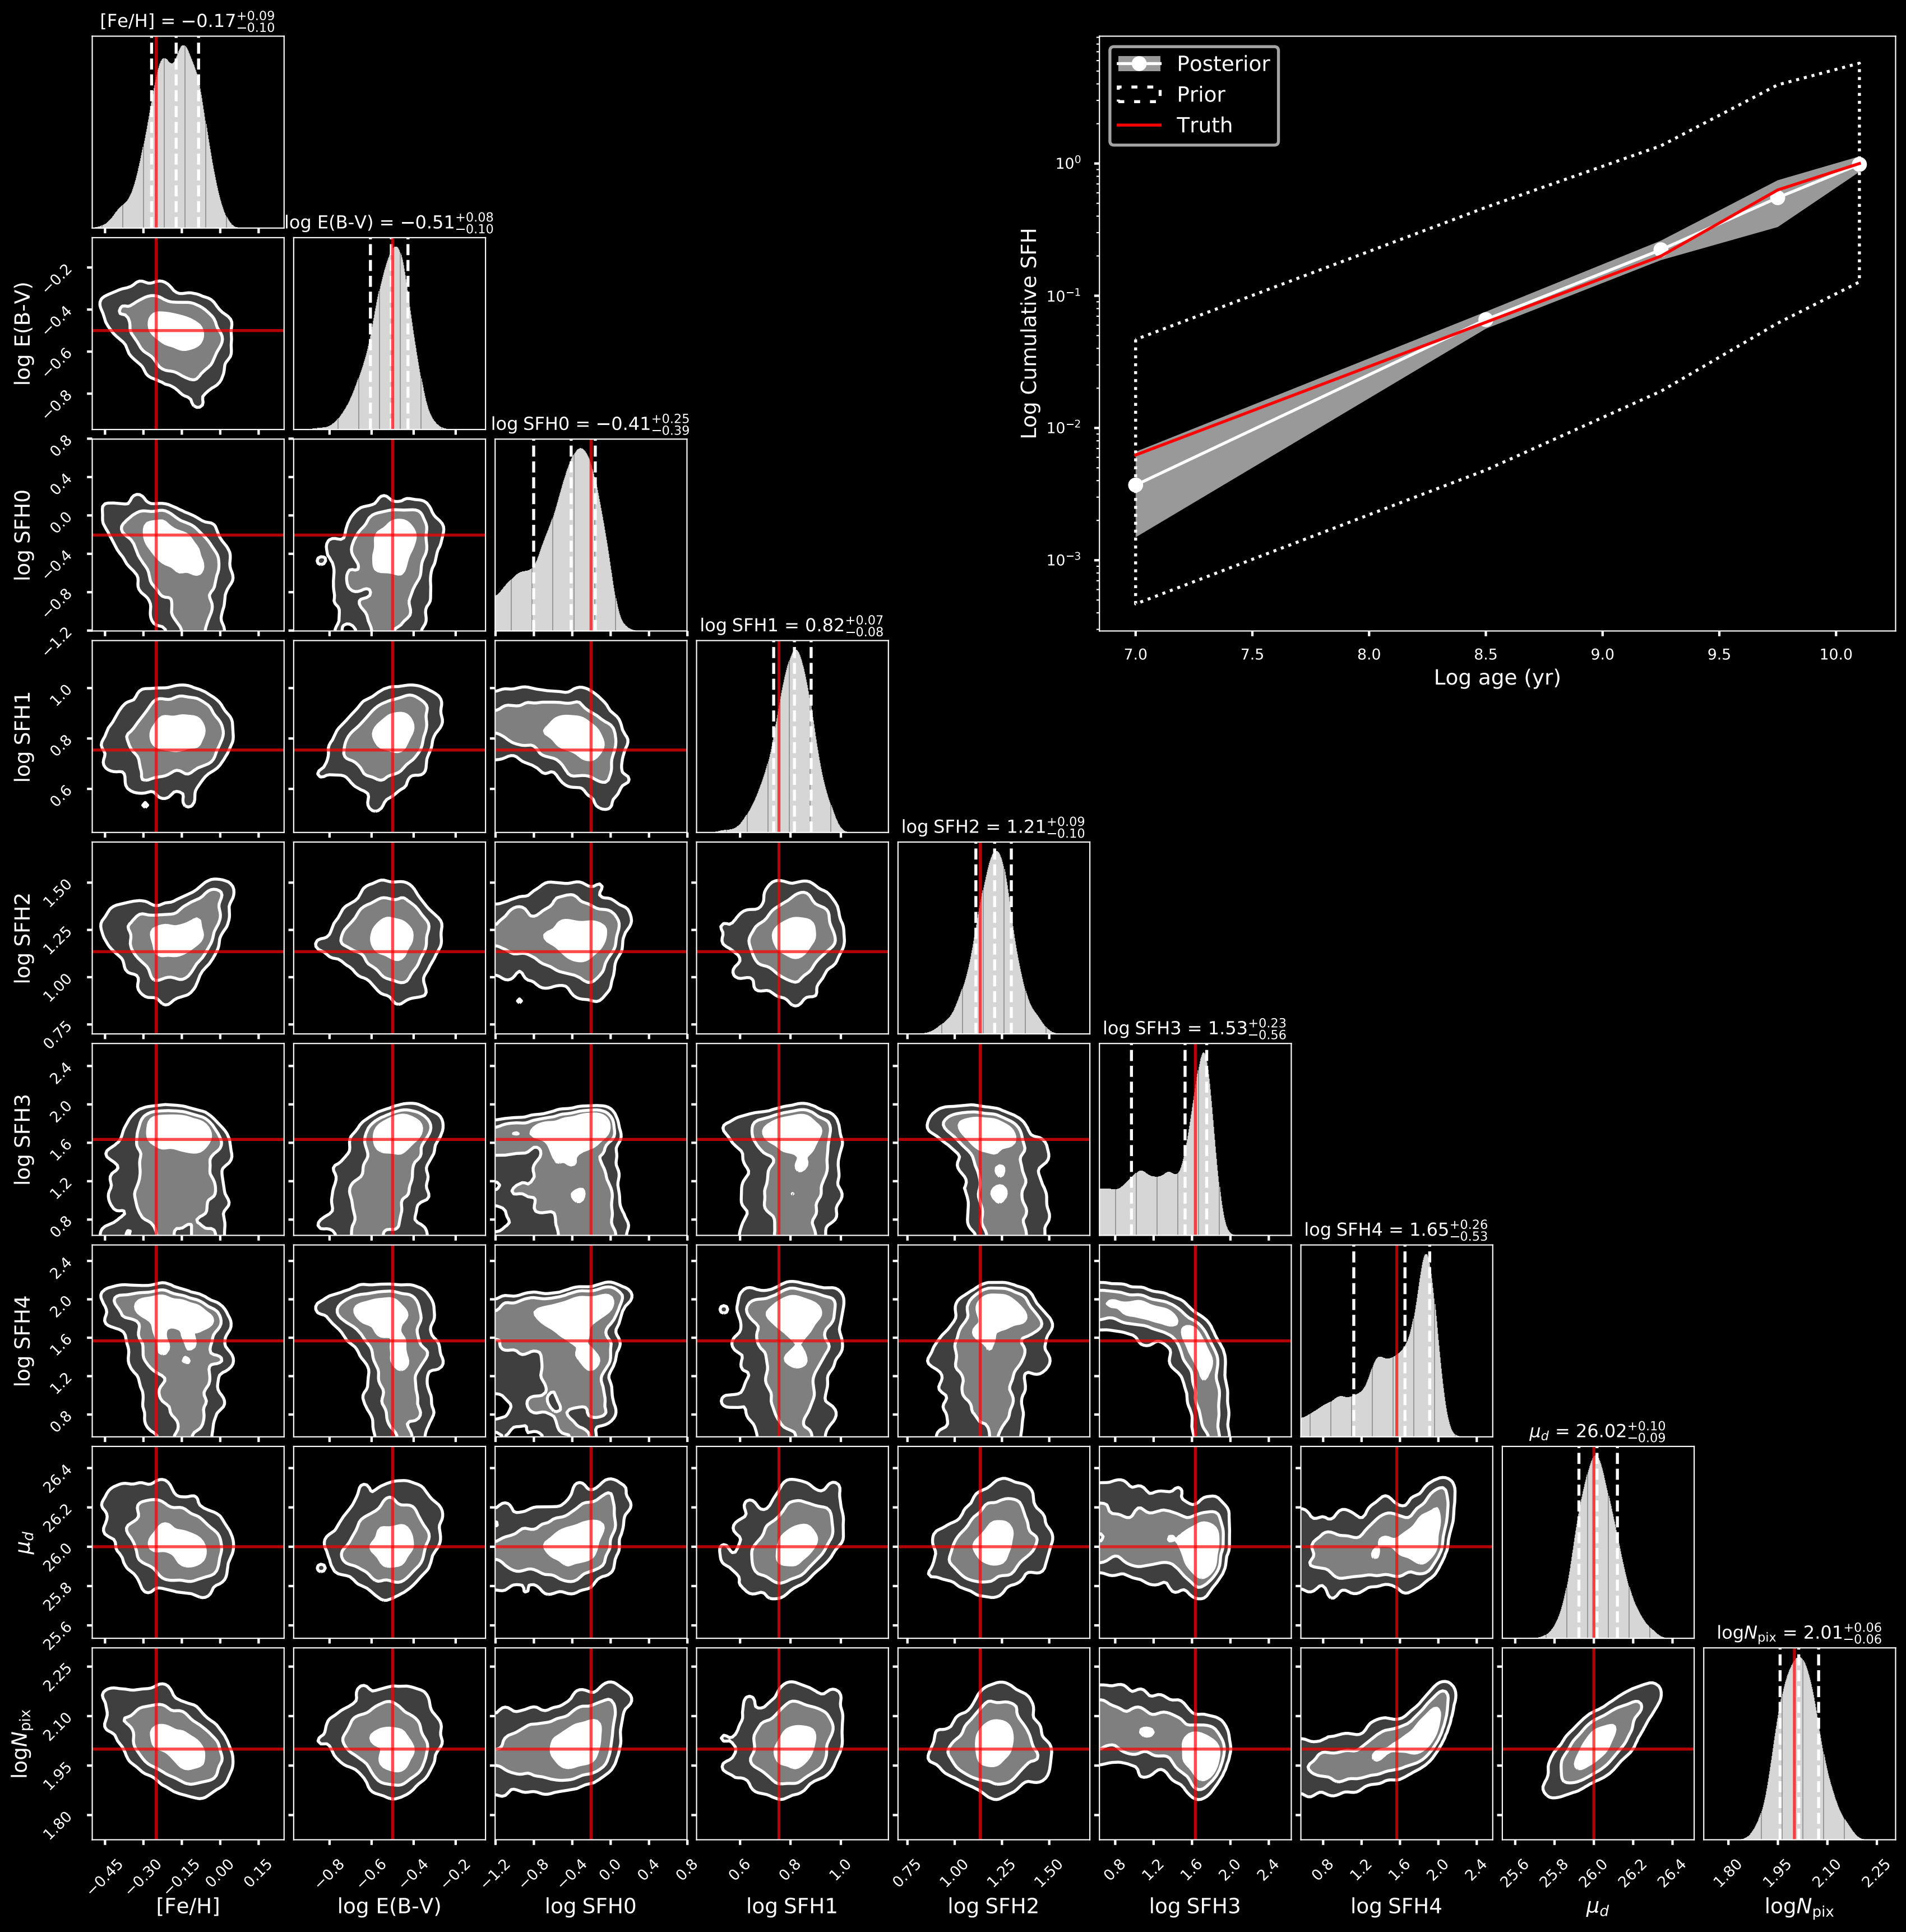 [Fe/H] = −0.17+0.09−0.10
Posterior
Prior
Truth
10⁰
10⁻¹
10⁻²
10⁻³
Log Cumulative SFH
7.0 7.5 8.0 8.5 9.0 9.5 10.0
Log age (yr)
log E(B-V) = −0.51+0.08−0.10
−0.2
−0.4
−0.6
−0.8
log E(B-V)
log SFH0 = −0.41+0.25−0.39
0.8
0.4
0.0
−0.4
−0.8
−1.2
log SFH0
log SFH1 = 0.82+0.07−0.08
1.0
0.8
0.6
log SFH1
log SFH2 = 1.21+0.09−0.10
1.50
1.25
1.00
0.75
log SFH2
log SFH3 = 1.53+0.23−0.56
2.4
2.0
1.6
1.2
0.8
log SFH3
log SFH4 = 1.65+0.26−0.53
2.4
2.0
1.6
1.2
0.8
log SFH4
μd = 26.02+0.10−0.09
26.4
26.2
26.0
25.8
25.6
μd
logNpix = 2.01+0.06−0.06
2.25
2.10
1.95
1.80
logNpix
−0.45 −0.30 −0.15 0.00 0.15
−0.8 −0.6 −0.4 −0.2
−1.2 −0.8 −0.4 0.0 0.4 0.8
0.6 0.8 1.0
0.75 1.00 1.25 1.50
0.8 1.2 1.6 2.0 2.4
0.8 1.2 1.6 2.0 2.4
25.6 25.8 26.0 26.2 26.4
1.80 1.95 2.10 2.25
[Fe/H]
log E(B-V)
log SFH0
log SFH1
log SFH2
log SFH3
log SFH4
μd
logNpix